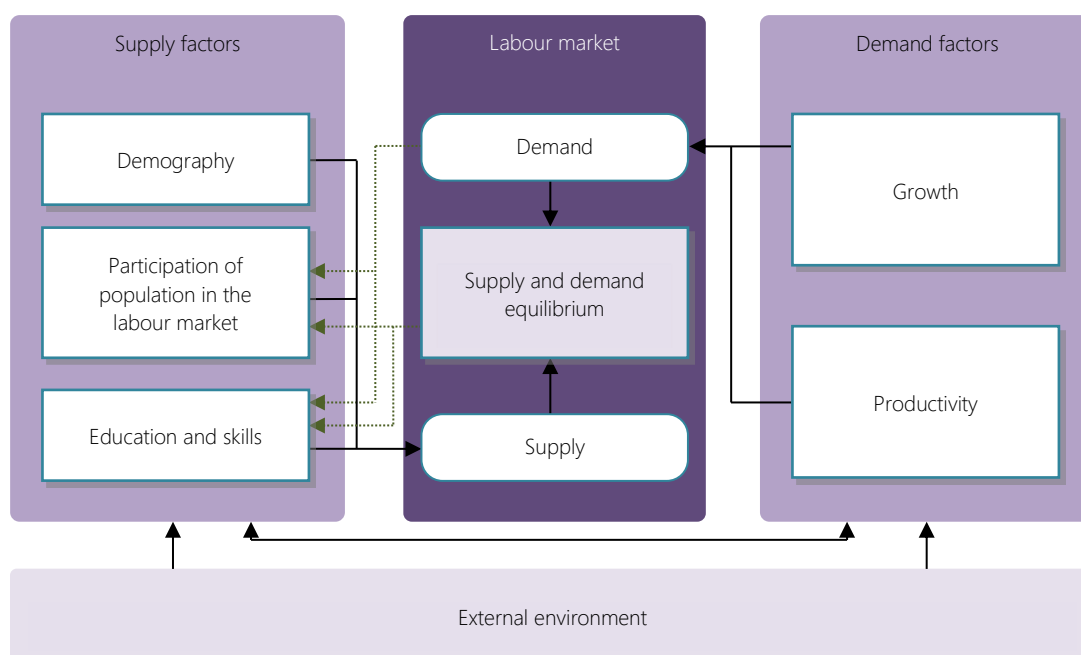 Supply factors
Labour market
Demand factors
Demography
Participation of
population in the
labour market
Education and skills
Demand
Supply and demand
equilibrium
Supply
Growth
Productivity
External environment